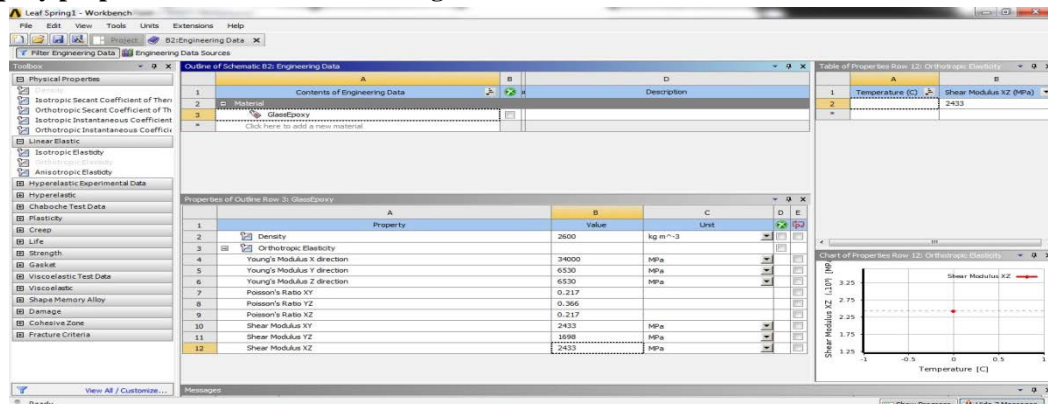 Leaf Spring1 - Workbench
File Edit View Tools Units Extensions Help
Project B2:Engineering Data
Filter Engineering Data Engineering Data Sources
Toolbox
Physical Properties
Density
Isotropic Secant Coefficient of Therr
Orthotropic Secant Coefficient of Th
Isotropic Instantaneous Coefficient
Orthotropic Instantaneous Coefficie
Linear Elastic
Isotropic Elasticity
Orthotropic Elasticity
Anisotropic Elasticity
Hyperelastic Experimental Data
Hyperelastic
Chaboche Test Data
Plasticity
Creep
Life
Strength
Gasket
Viscoelastic Test Data
Viscoelastic
Shape Memory Alloy
Damage
Cohesive Zone
Fracture Criteria
View All / Customize...
Ready
Outline of Schematic B2: Engineering Data
A B D
1 Contents of Engineering Data Description
2 Material
3 GlassEpoxy
* Click here to add a new material
Properties of Outline Row 3: GlassEpoxy
A B C D E
1 Property Value Unit
2 Density 2600 kg m^-3
3 Orthotropic Elasticity
4 Young's Modulus X direction 34000 MPa
5 Young's Modulus Y direction 6530 MPa
6 Young's Modulus Z direction 6530 MPa
7 Poisson's Ratio XY 0.217
8 Poisson's Ratio YZ 0.366
9 Poisson's Ratio XZ 0.217
10 Shear Modulus XY 2433 MPa
11 Shear Modulus YZ 1698 MPa
12 Shear Modulus XZ 2433 MPa
Messages
Table of Properties Row 12: Orthotropic Elasticity
A B
1 Temperature (C) Shear Modulus XZ (MPa)
2 2433
*
Chart of Properties Row 12: Orthotropic Elasticity
Shear Modulus XZ
3.25
2.75
2.25
1.75
1.25
-1 -0.5 0 0.5 1
Temperature [C]
Show Progress Hide 7 Messages